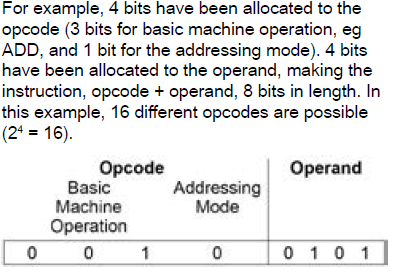 For example, 4 bits have been allocated to the
opcode (3 bits for basic machine operation, eg
ADD, and 1 bit for the addressing mode). 4 bits
have been allocated to the operand, making the
instruction, opcode + operand, 8 bits in length. In
this example, 16 different opcodes are possible
(2⁴ = 16).
Opcode Operand
Basic Addressing
Machine Mode
Operation
0 0 1 0 0 1 0 1